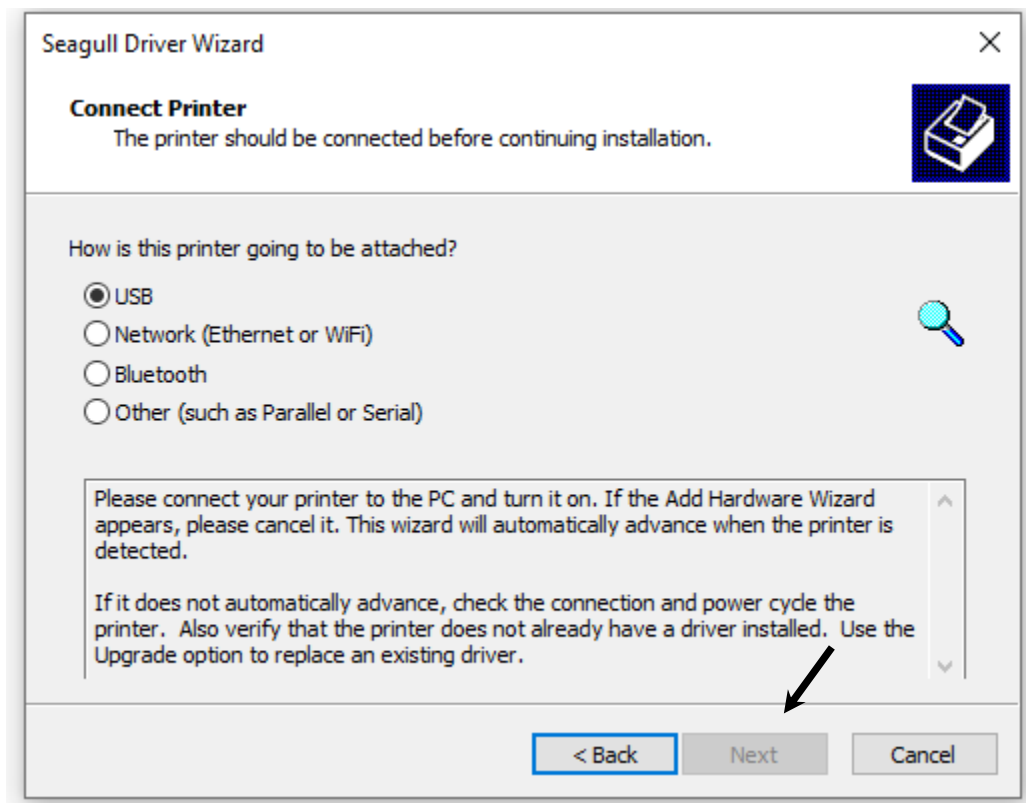 Seagull Driver Wizard
Connect Printer
The printer should be connected before continuing installation.
How is this printer going to be attached?
USB
Network (Ethernet or WiFi)
Bluetooth
Other (such as Parallel or Serial)
Please connect your printer to the PC and turn it on. If the Add Hardware Wizard
appears, please cancel it. This wizard will automatically advance when the printer is
detected.
If it does not automatically advance, check the connection and power cycle the
printer.  Also verify that the printer does not already have a driver installed.  Use the
Upgrade option to replace an existing driver.
< Back
Next
Cancel